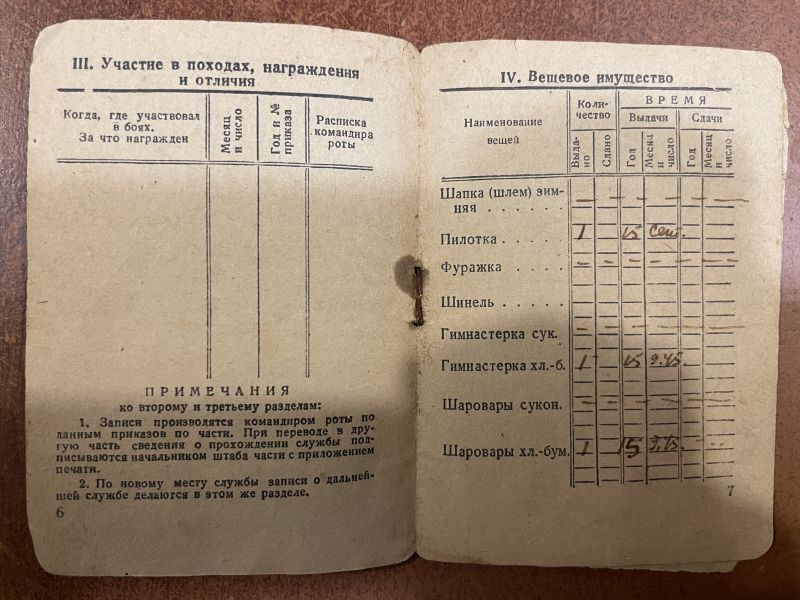 III. Участие в походах, награждения
и отличия
Когда, где участвовал
в боях.
За что награжден
Месяц
и число
Год и №
приказа
Расписка
командира
роты
ПРИМЕЧАНИЯ
ко второму и третьему разделам:
1. Записи производятся командиром роты по
данным приказов по части. При переводе в дру-
гую часть сведения о прохождении службы под-
писываются начальником штаба части с приложением
печати.
2. По новому месту службы записи о дальней-
шей службе делаются в этом же разделе.
6
IV. Вещевое имущество
Наименование
вещей
Коли-
чество
ВРЕМЯ
Выдачи
Сдачи
Выда-
но
Сдано
Год
Месяц
и
число
Год
Месяц
и
число
Шапка (шлем) зим-
няя . . . . . .
Пилотка . . . . . 1 45 Сент.
Фуражка . . . .
Шинель . . . . .
Гимнастерка сук.
Гимнастерка хл.-б. 1 45 9.45
Шаровары сукон.
Шаровары хл.-бум. 1 45 9.45
7